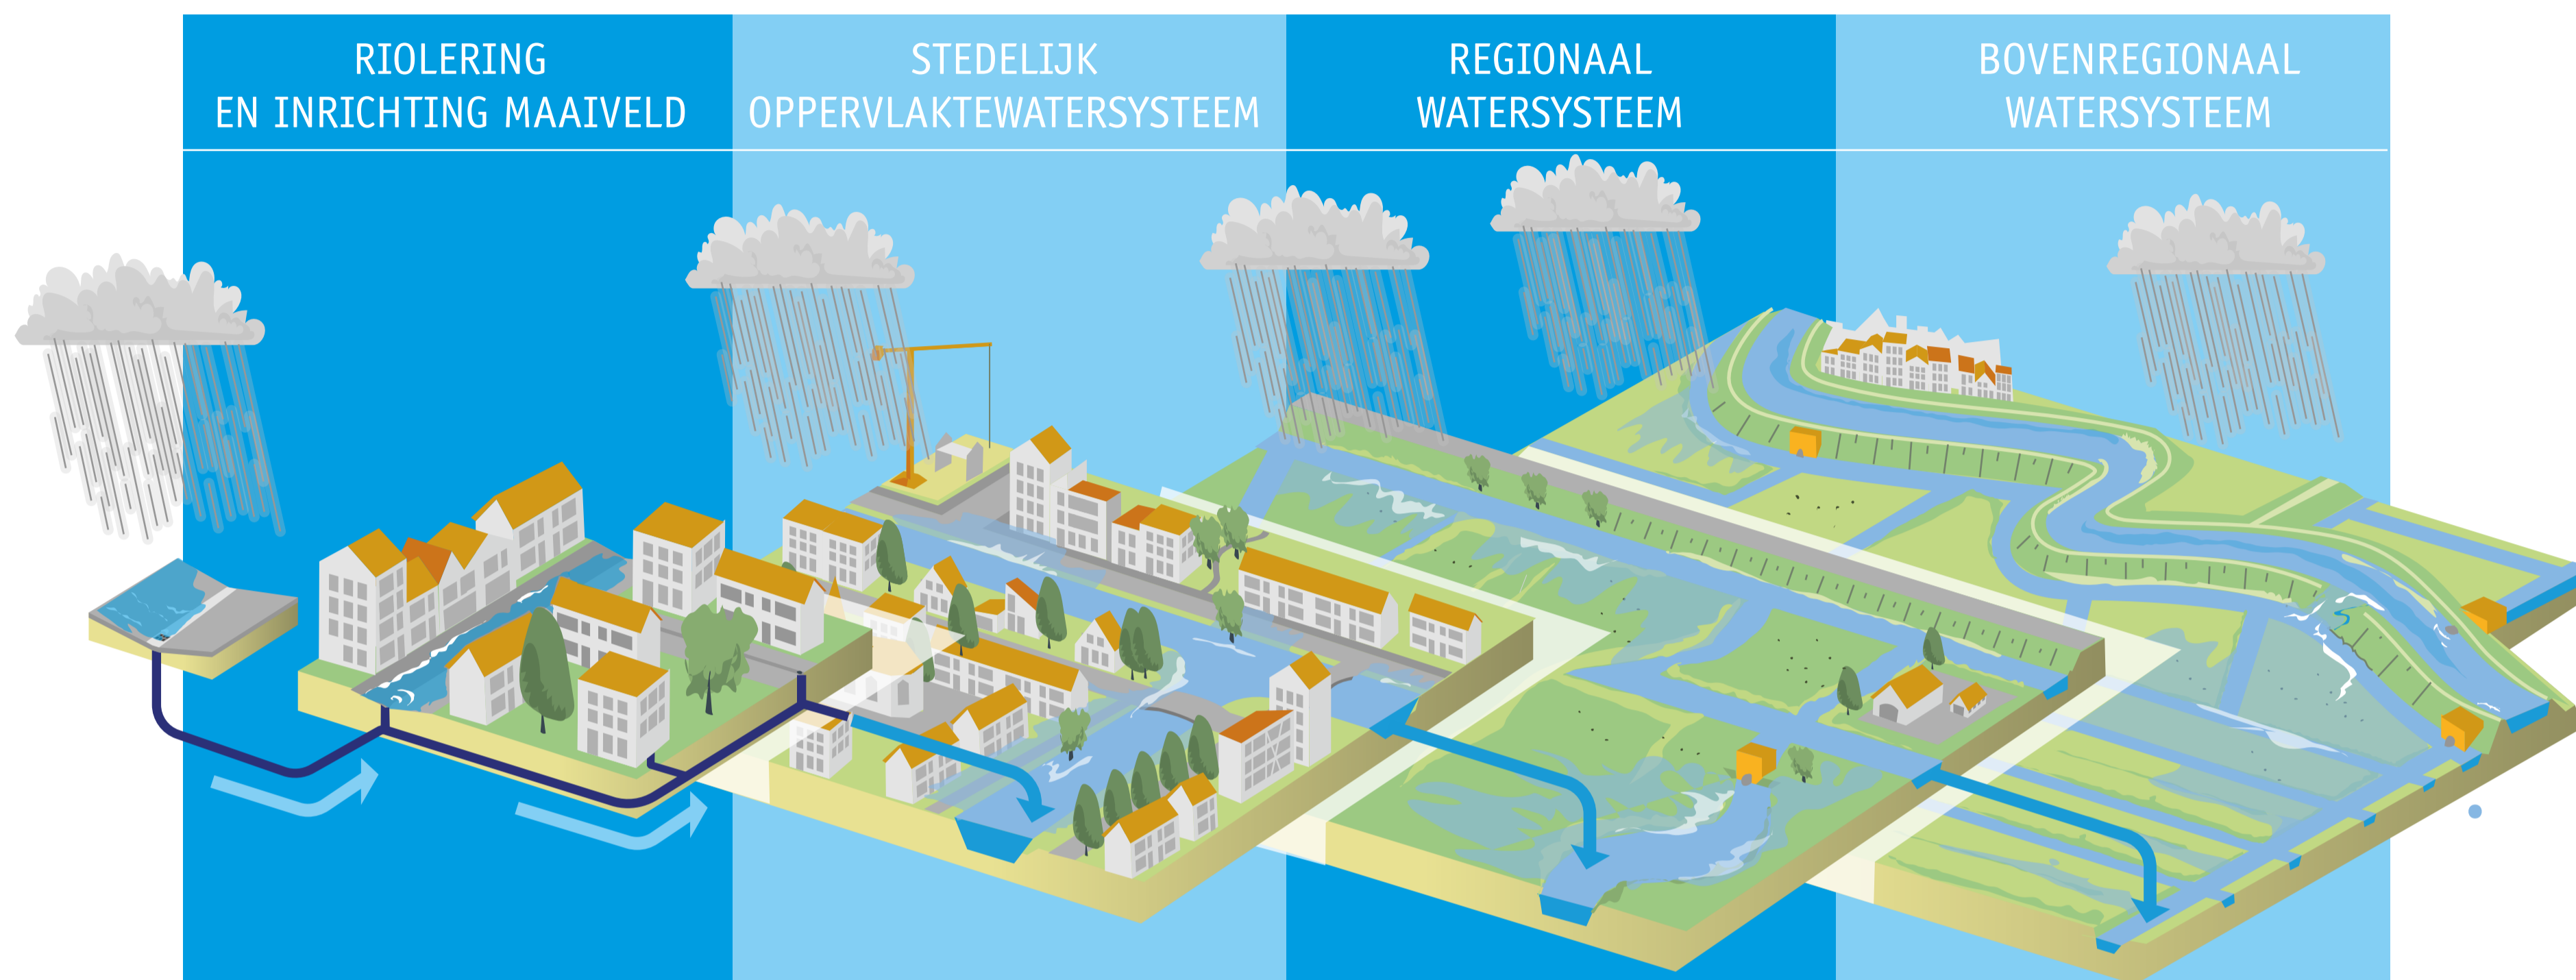 RIOLERING
EN INRICHTING MAAIVELD
STEDELIJK
OPPERVLAKTEWATERSYSTEEM
REGIONAAL
WATERSYSTEEM
BOVENREGIONAAL
WATERSYSTEEM